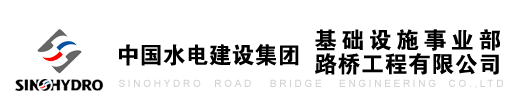 SINOHYDRO
中国水电建设集团
基础设施事业部
路桥工程有限公司
SINOHYDRO ROAD BRIDGE ENGINEERING CO.,LTD